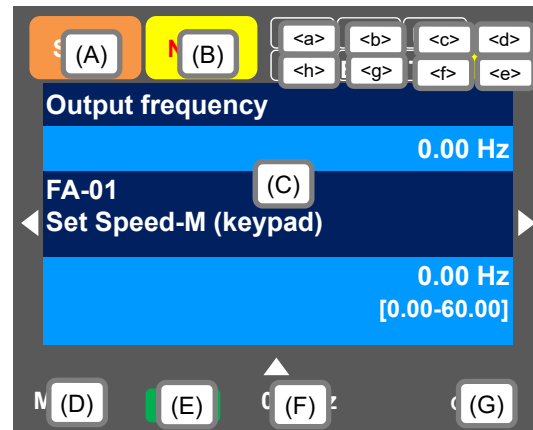 (A) (B) <a> <b> <c> <d>
<h> <g> <f> <e>
Output frequency
0.00 Hz
(C)
FA-01
Set Speed-M (keypad)
0.00 Hz
[0.00-60.00]
(D) (E) (F) (G)